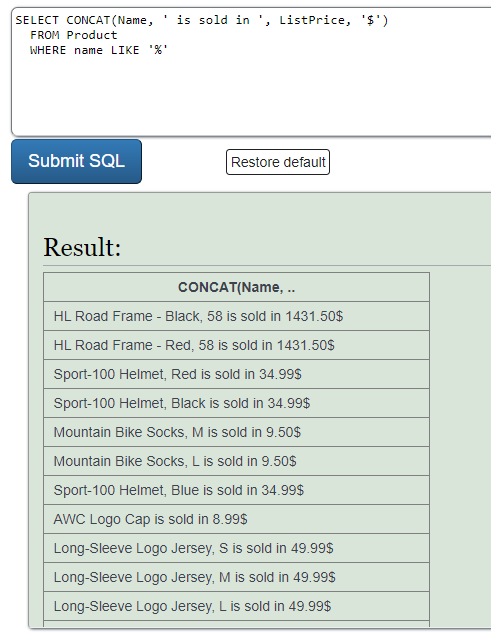 SELECT CONCAT(Name, ' is sold in ', ListPrice, '$')
FROM Product
WHERE name LIKE '%'
Submit SQL
Restore default
Result:
CONCAT(Name, ..
HL Road Frame - Black, 58 is sold in 1431.50$
HL Road Frame - Red, 58 is sold in 1431.50$
Sport-100 Helmet, Red is sold in 34.99$
Sport-100 Helmet, Black is sold in 34.99$
Mountain Bike Socks, M is sold in 9.50$
Mountain Bike Socks, L is sold in 9.50$
Sport-100 Helmet, Blue is sold in 34.99$
AWC Logo Cap is sold in 8.99$
Long-Sleeve Logo Jersey, S is sold in 49.99$
Long-Sleeve Logo Jersey, M is sold in 49.99$
Long-Sleeve Logo Jersey, L is sold in 49.99$